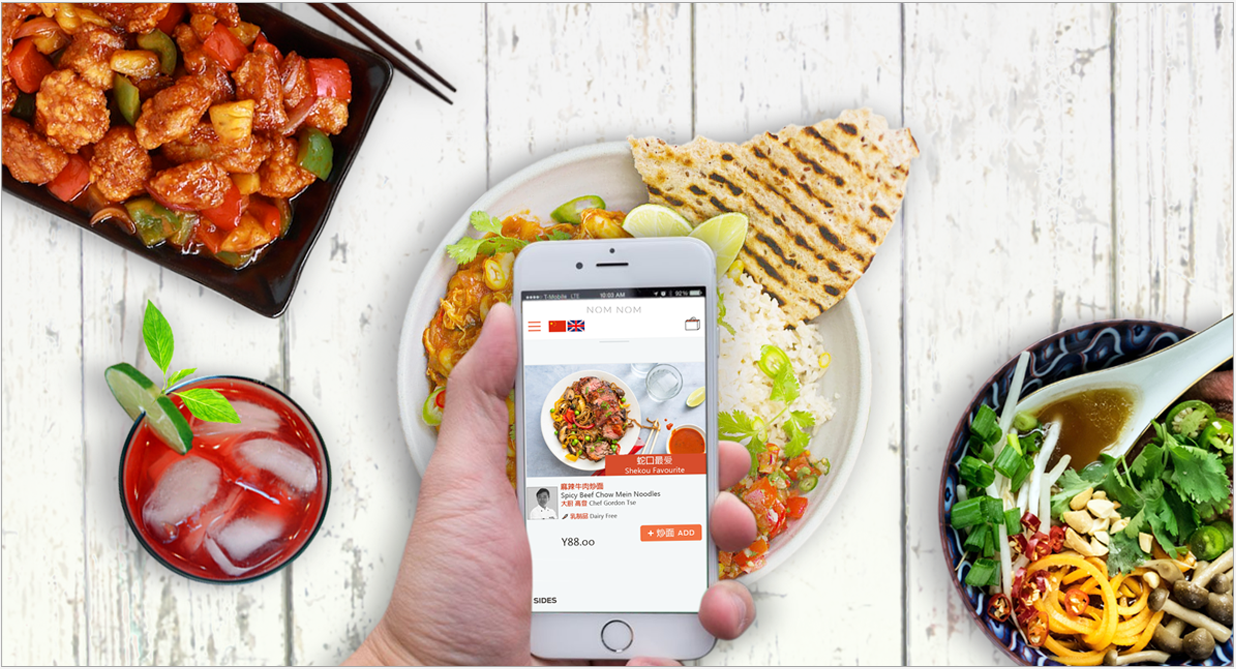 T-Mobile LTE 10:03 AM 90%
NOM NOM
蛇口最爱
Shekou Favourite
麻辣牛肉炒面
Spicy Beef Chow Mein Noodles
大厨 高登 Chef Gordon Tse
乳制品 Dairy Free
Y88.00
+ 炒面 ADD
SIDES